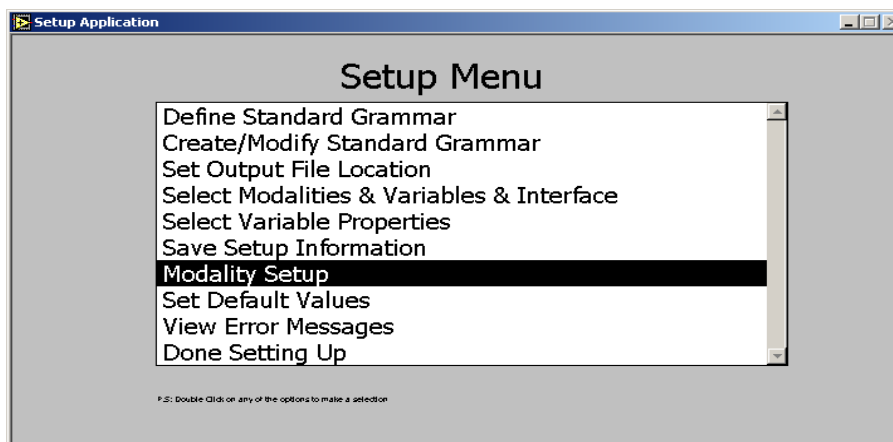 Setup Application
Setup Menu
Define Standard Grammar
Create/Modify Standard Grammar
Set Output File Location
Select Modalities & Variables & Interface
Select Variable Properties
Save Setup Information
Modality Setup
Set Default Values
View Error Messages
Done Setting Up
P.S: Double Click on any of the options to make a selection